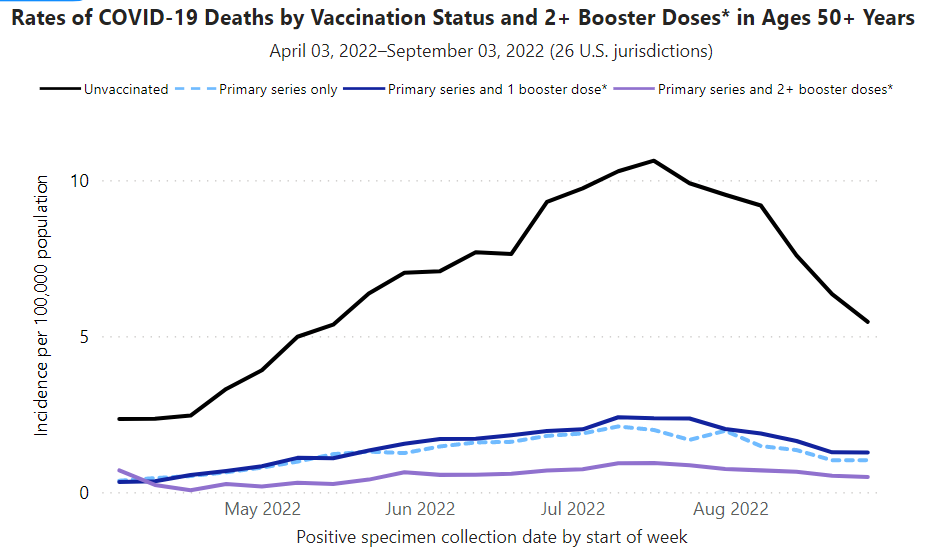 Rates of COVID-19 Deaths by Vaccination Status and 2+ Booster Doses* in Ages 50+ Years
April 03, 2022–September 03, 2022 (26 U.S. jurisdictions)
Unvaccinated Primary series only Primary series and 1 booster dose* Primary series and 2+ booster doses*
Incidence per 100,000 population
10
5
0
May 2022 Jun 2022 Jul 2022 Aug 2022
Positive specimen collection date by start of week